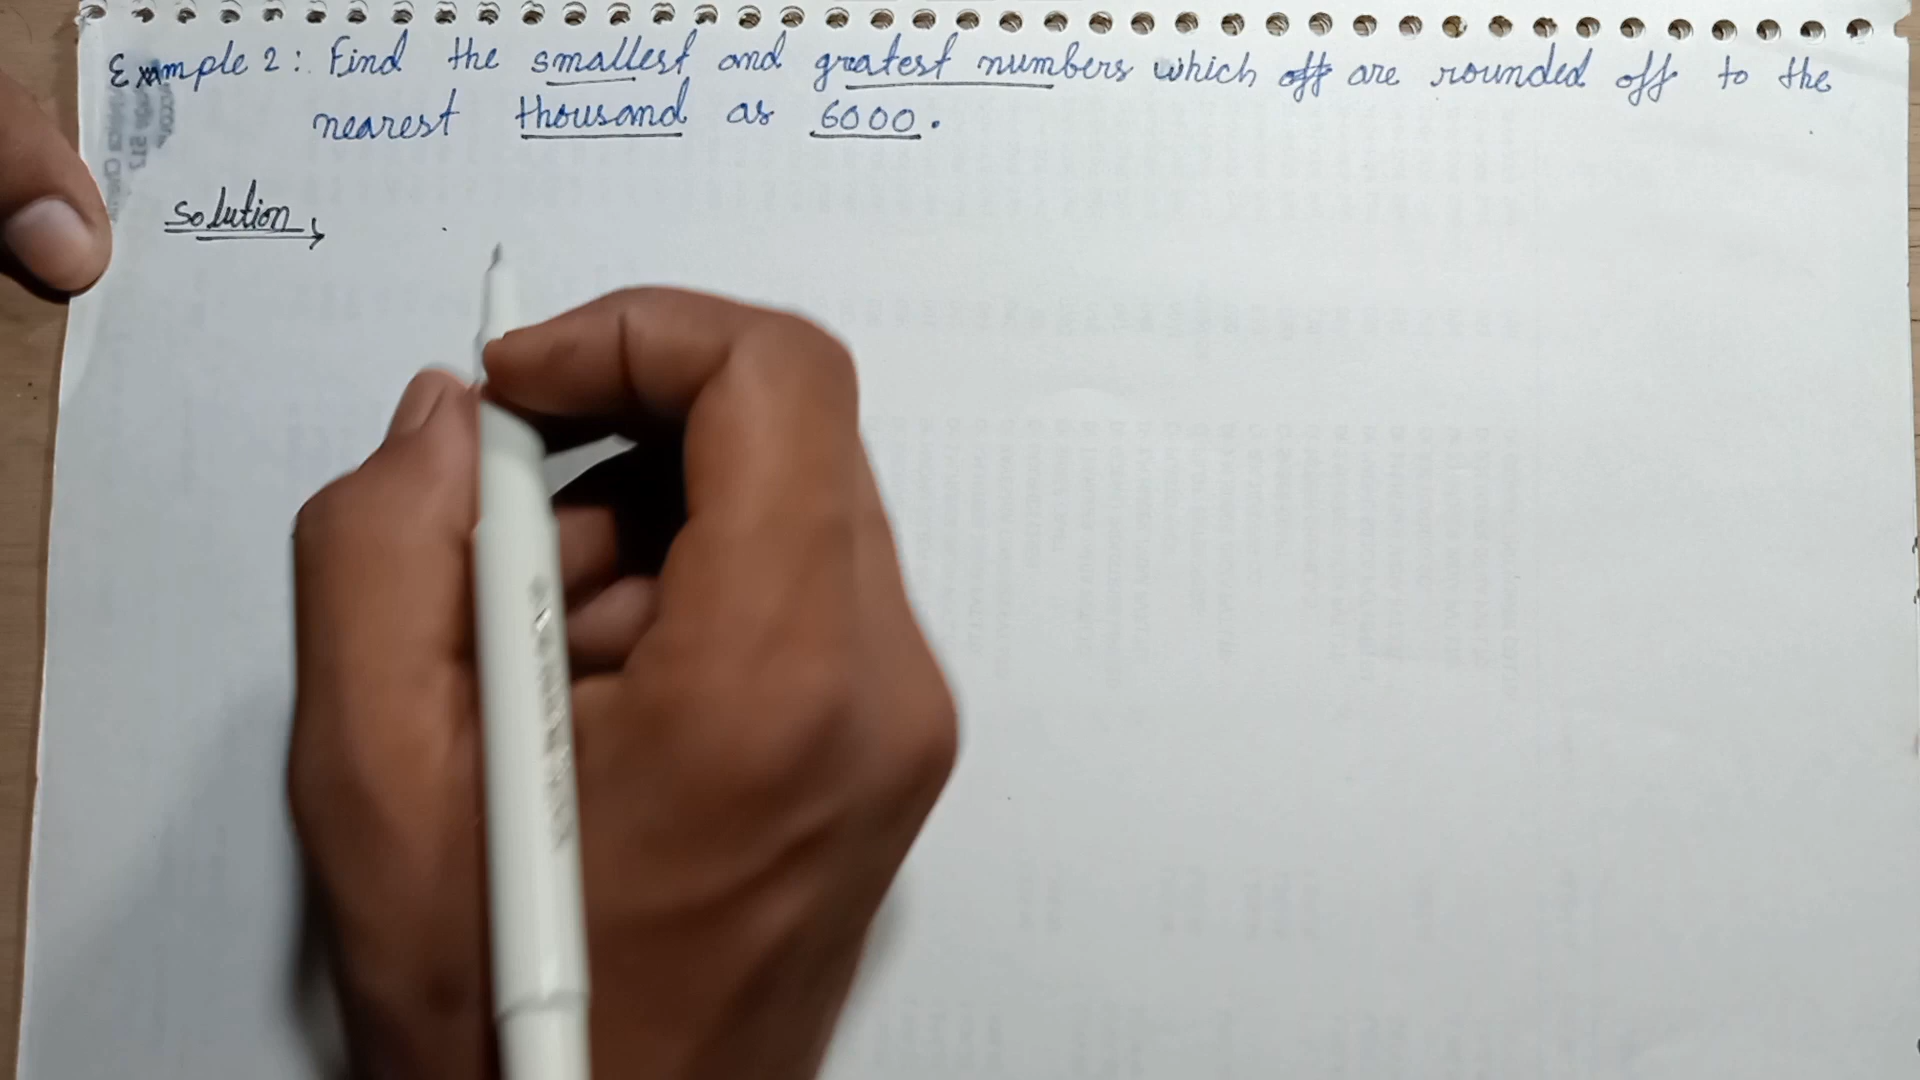 Example 2: Find the smallest and greatest numbers which off are rounded off to the
nearest thousand as 6000.
Solution